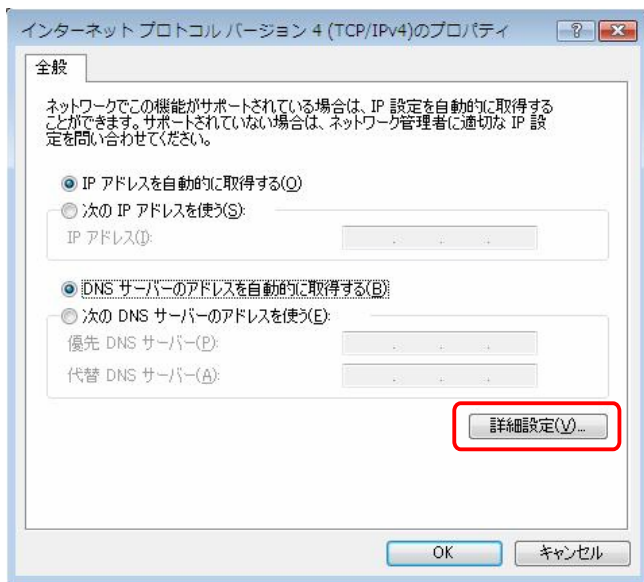 インターネット プロトコル バージョン 4 (TCP/IPv4)のプロパティ
全般
ネットワークでこの機能がサポートされている場合は、IP 設定を自動的に取得する
ことができます。サポートされていない場合は、ネットワーク管理者に適切な IP 設
定を問い合わせてください。
IP アドレスを自動的に取得する(O)
次の IP アドレスを使う(S):
IP アドレス(I):
DNS サーバーのアドレスを自動的に取得する(B)
次の DNS サーバーのアドレスを使う(E):
優先 DNS サーバー(P):
代替 DNS サーバー(A):
詳細設定(V)...
OK
キャンセル